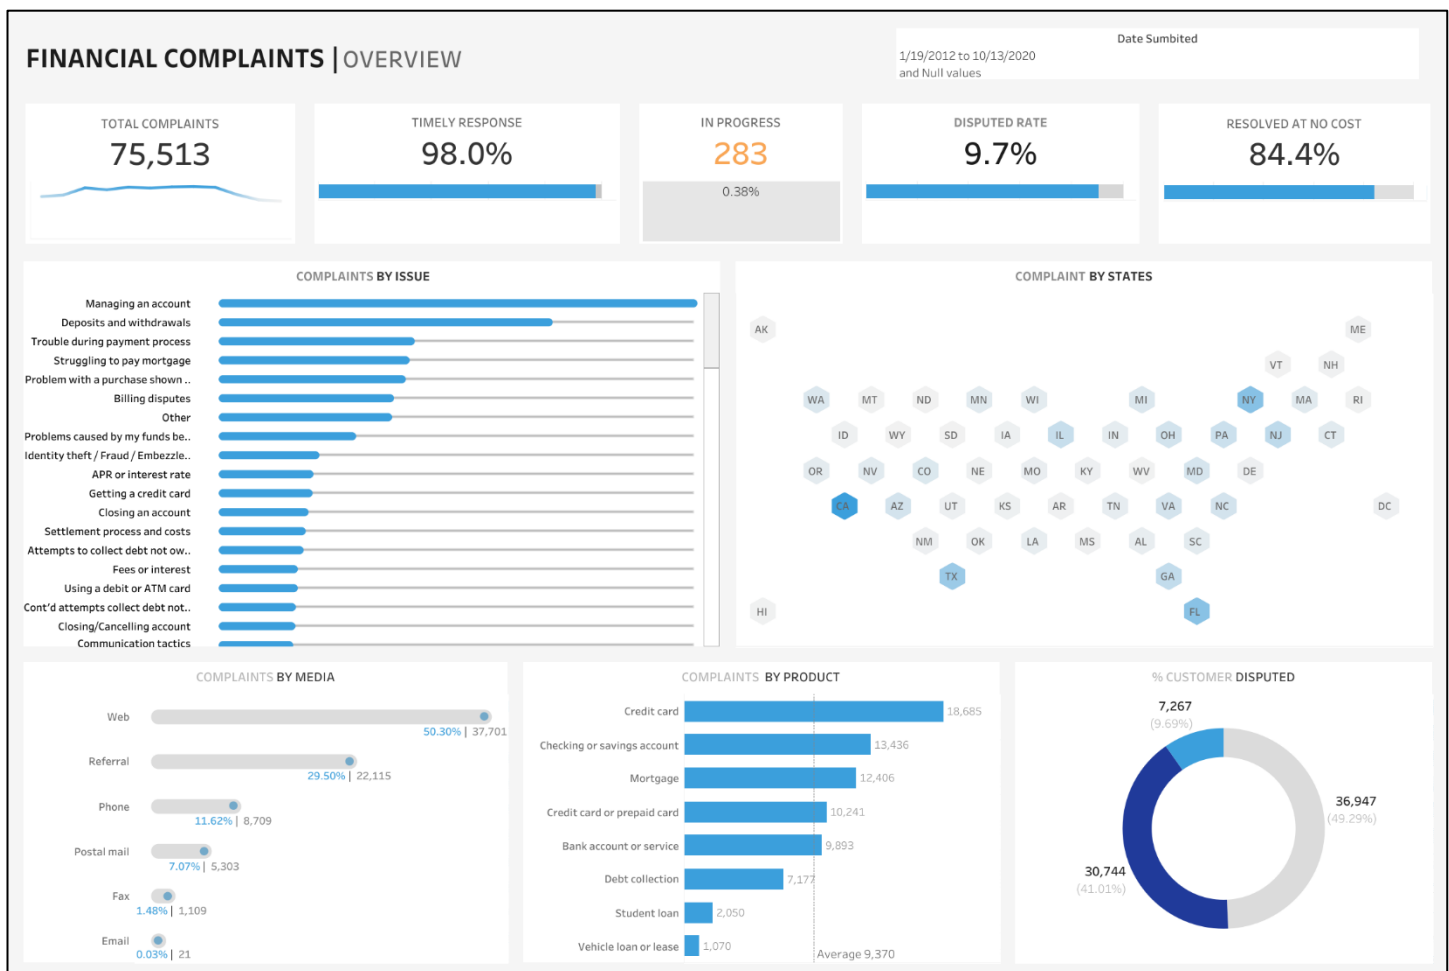 FINANCIAL COMPLAINTS | OVERVIEW
Date Sumbited
1/19/2012 to 10/13/2020
and Null values
TOTAL COMPLAINTS
75,513
TIMELY RESPONSE
98.0%
IN PROGRESS
283
0.38%
DISPUTED RATE
9.7%
RESOLVED AT NO COST
84.4%
COMPLAINTS BY ISSUE
Managing an account
Deposits and withdrawals
Trouble during payment process
Struggling to pay mortgage
Problem with a purchase shown ..
Billing disputes
Other
Problems caused by my funds be..
Identity theft / Fraud / Embezzle..
APR or interest rate
Getting a credit card
Closing an account
Settlement process and costs
Attempts to collect debt not ow..
Fees or interest
Using a debit or ATM card
Cont'd attempts collect debt not..
Closing/Cancelling account
Communication tactics
COMPLAINT BY STATES
AK ME
VT NH
WA MT ND MN WI MI NY MA RI
ID WY SD IA IL IN OH PA NJ CT
OR NV CO NE MO KY WV MD DE
CA AZ UT KS AR TN VA NC DC
NM OK LA MS AL SC
TX GA
HI FL
COMPLAINTS BY MEDIA
Web
50.30% | 37,701
Referral
29.50% | 22,115
Phone
11.62% | 8,709
Postal mail
7.07% | 5,303
Fax
1.48% | 1,109
Email
0.03% | 21
COMPLAINTS BY PRODUCT
Credit card 18,685
Checking or savings account 13,436
Mortgage 12,406
Credit card or prepaid card 10,241
Bank account or service 9,893
Debt collection 7,177
Student loan 2,050
Vehicle loan or lease 1,070
Average 9,370
% CUSTOMER DISPUTED
7,267
(9.69%)
36,947
(49.29%)
30,744
(41.01%)